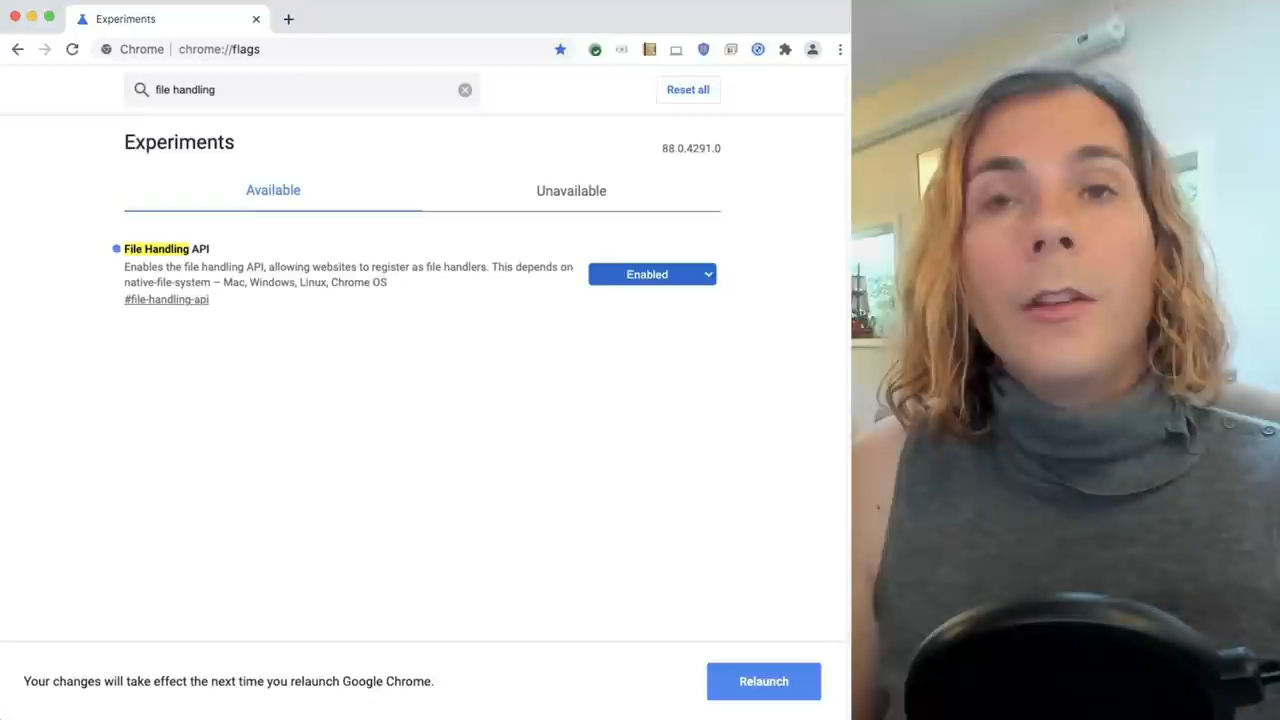 Experiments
Chrome | chrome://flags
file handling
Reset all
Experiments
88.0.4291.0
Available
Unavailable
File Handling API
Enables the file handling API, allowing websites to register as file handlers. This depends on
native-file-system – Mac, Windows, Linux, Chrome OS
#file-handling-api
Enabled
Your changes will take effect the next time you relaunch Google Chrome.
Relaunch